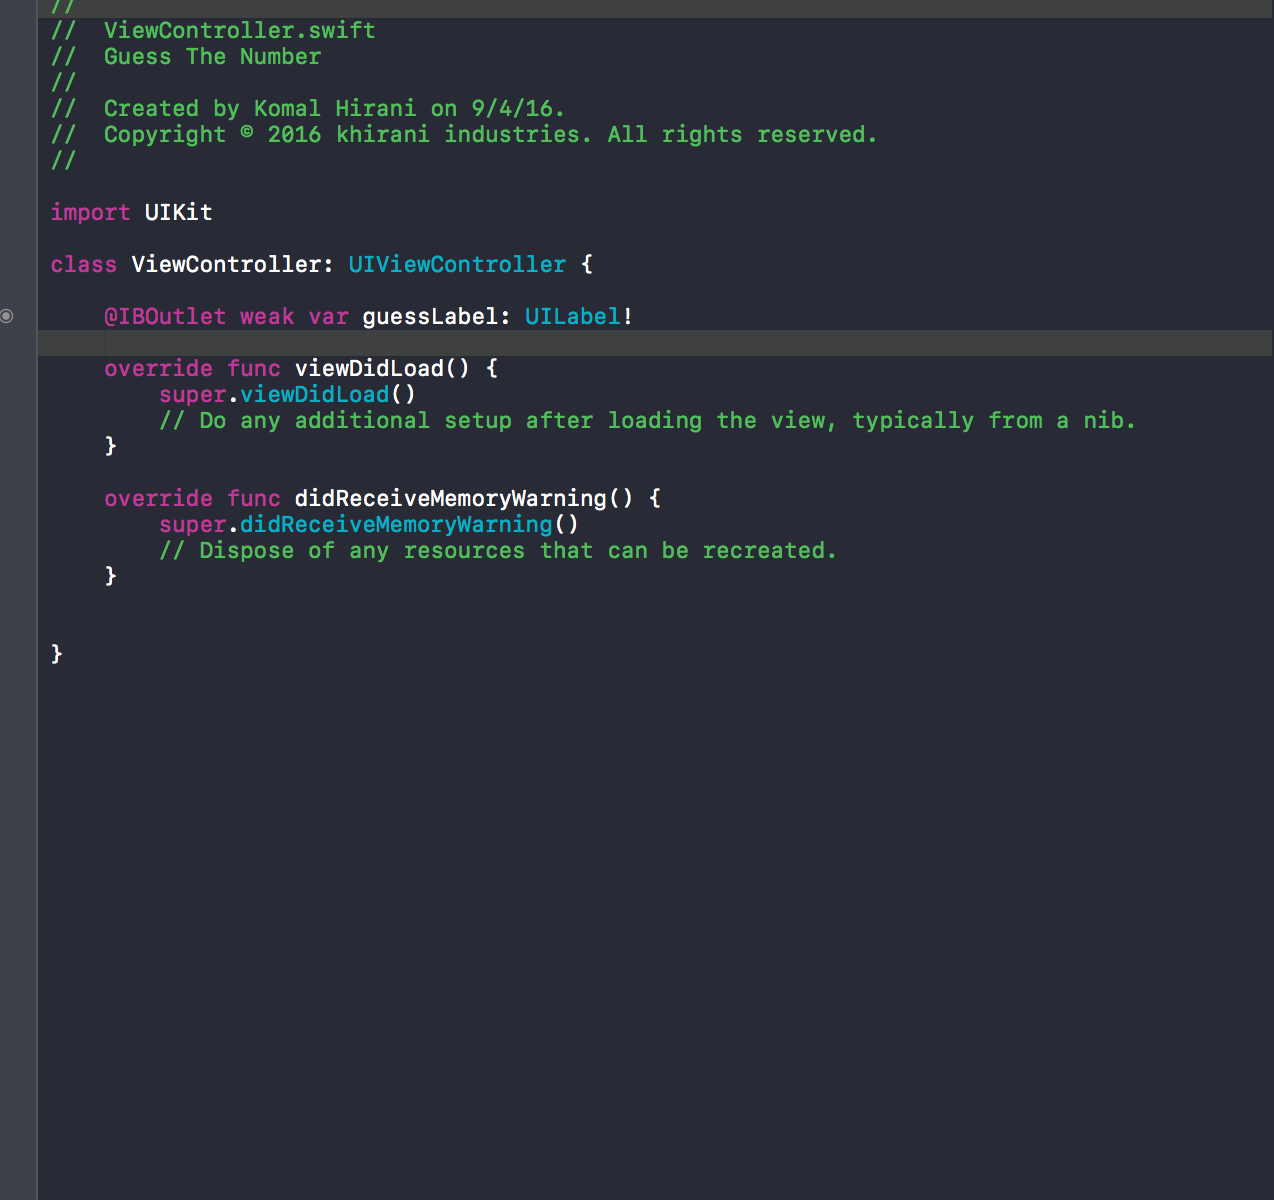 //
//  ViewController.swift
//  Guess The Number
//
//  Created by Komal Hirani on 9/4/16.
//  Copyright © 2016 khirani industries. All rights reserved.
//
import UIKit
class ViewController: UIViewController {
    @IBOutlet weak var guessLabel: UILabel!
    override func viewDidLoad() {
        super.viewDidLoad()
        // Do any additional setup after loading the view, typically from a nib.
    }
    override func didReceiveMemoryWarning() {
        super.didReceiveMemoryWarning()
        // Dispose of any resources that can be recreated.
    }
}